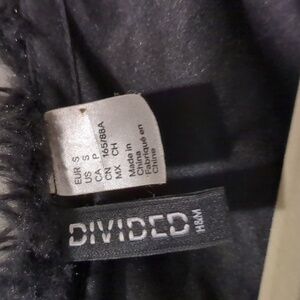 EUR S
US S
CA P
CN 165/88A
MX CH
Made in
China
Fabriqué en
Chine
DIVIDED
H&M